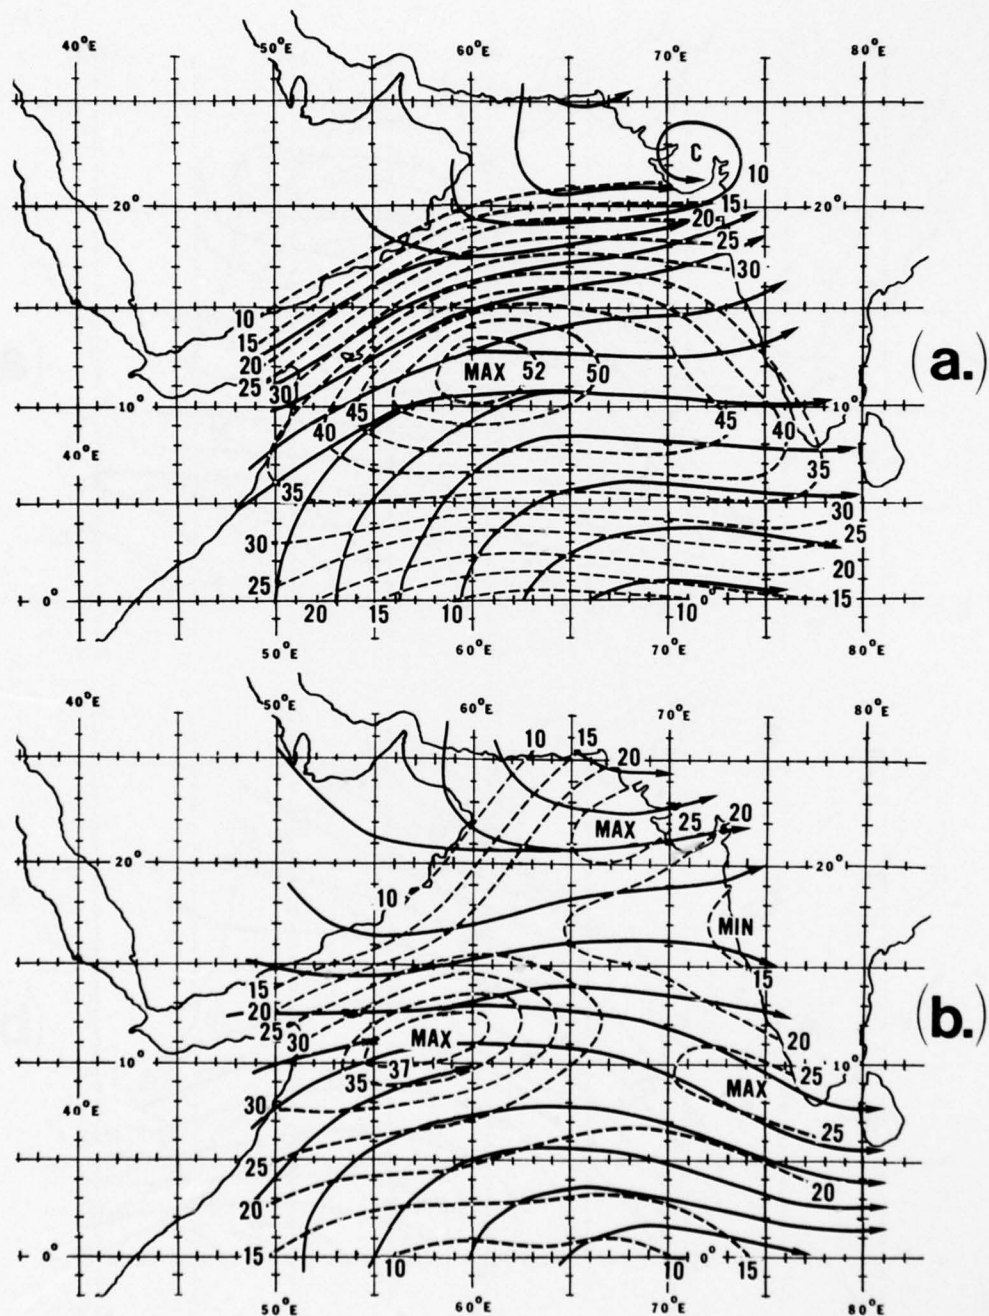 40°E 50°E 60°E 70°E 80°E
C
10
20° 15 20°
20
25
30
10
15
20 MAX 52 50
25 30
(a.)
45 10° 45 10°
40 40
40°E
35 35
30 30
25
20
25 15
0° 20 15 10 10 0°
50°E 60°E 70°E 80°E
40°E 50°E 60°E 70°E 80°E
10 15 20
MAX 25 20
20° 20°
10
MIN
15 15
20
25 30 MAX 20
(b.)
10° 35 37 MAX 25 10°
40°E 30
25
25
20 20
0° 15 10 0° 10 15
50°E 60°E 70°E 80°E